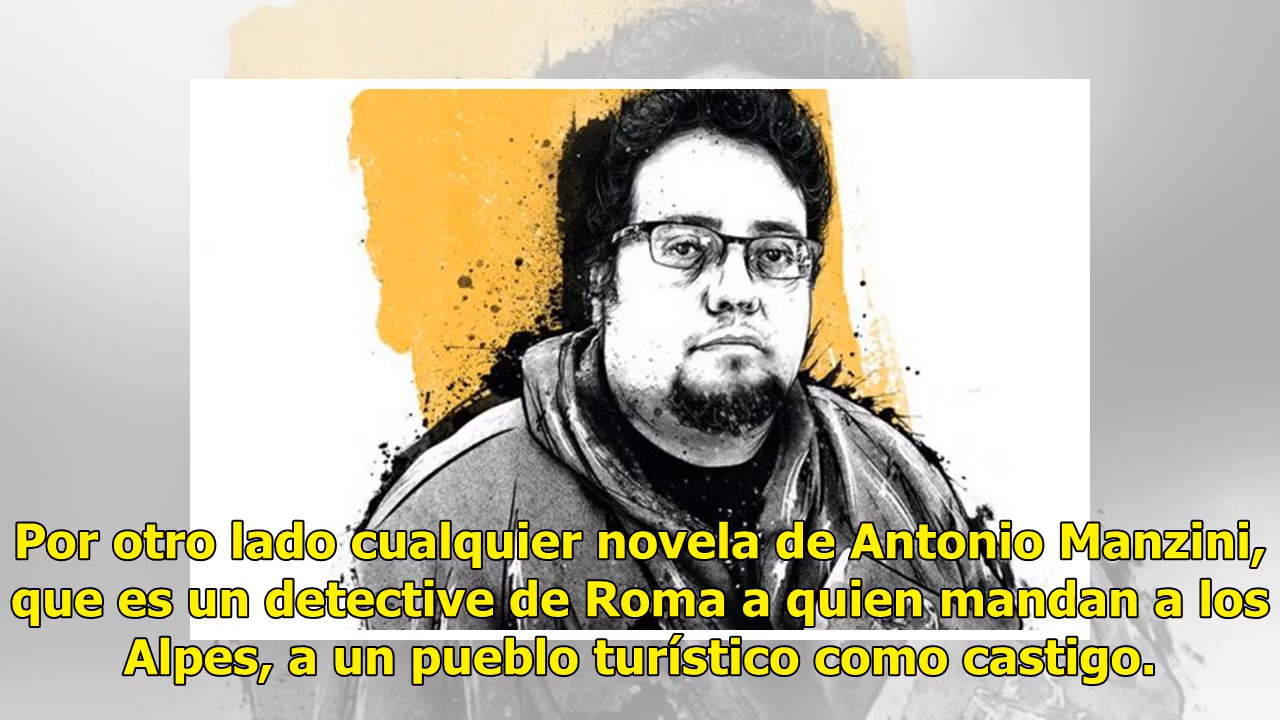 Por otro lado cualquier novela de Antonio Manzini,
que es un detective de Roma a quien mandan a los
Alpes, a un pueblo turístico como castigo.